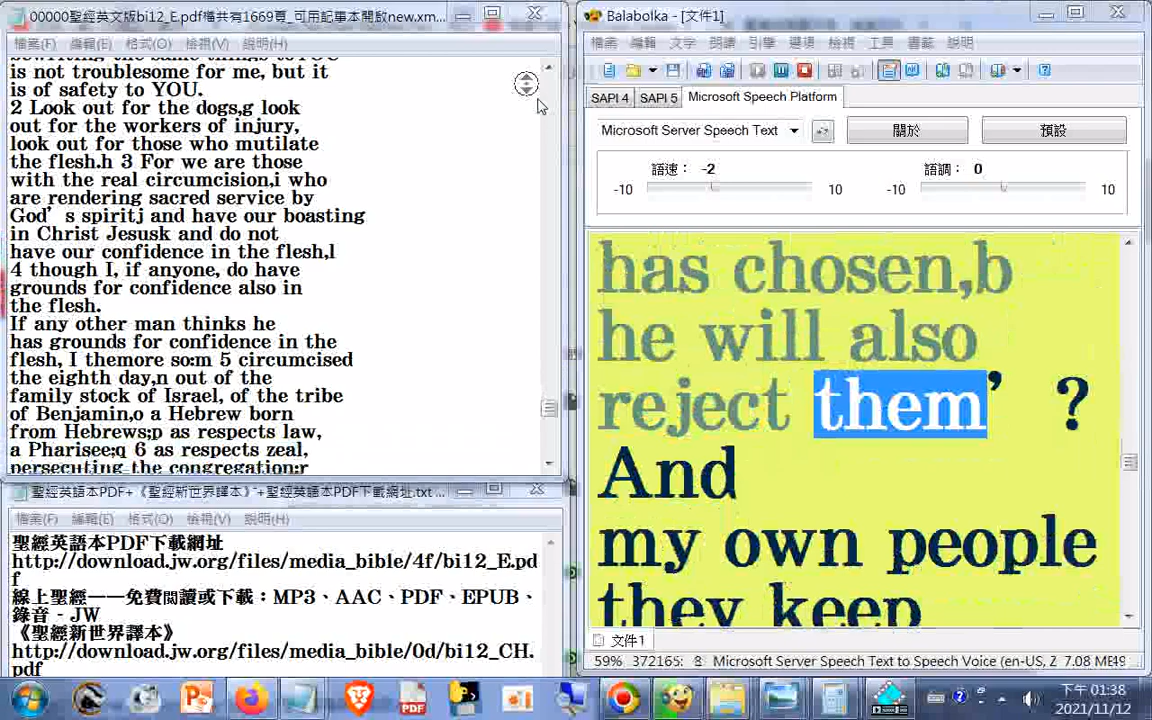 00000聖經英文版bi12_E.pdf檔共有1669頁_可用記事本開啟new.xm...
檔案(F) 編輯(E) 格式(O) 檢視(V) 說明(H)
is not troublesome for me, but it
is of safety to YOU.
2 Look out for the dogs,g look
out for the workers of injury,
look out for those who mutilate
the flesh.h 3 For we are those
with the real circumcision,i who
are rendering sacred service by
God’s spiritj and have our boasting
in Christ Jesusk and do not
have our confidence in the flesh,l
4 though I, if anyone, do have
grounds for confidence also in
the flesh.
If any other man thinks he
has grounds for confidence in the
flesh, I themore so:m 5 circumcised
the eighth day,n out of the
family stock of Israel, of the tribe
of Benjamin,o a Hebrew born
from Hebrews;p as respects law,
a Pharisee;q 6 as respects zeal,
persecuting the congregation;r
聖經英語本PDF+《聖經新世界譯本》+聖經英語本PDF下載網址.txt ...
檔案(F) 編輯(E) 格式(O) 檢視(V) 說明(H)
聖經英語本PDF下載網址
http://download.jw.org/files/media_bible/4f/bi12_E.pd
f
線上聖經——免費閱讀或下載：MP3、AAC、PDF、EPUB、
錄音 - JW
《聖經新世界譯本》
http://download.jw.org/files/media_bible/0d/bi12_CH.
pdf
Balabolka - [文件1]
檔案 編輯 文字 朗讀 引擎 選項 檢視 工具 書籤 說明
SAPI 4 SAPI 5 Microsoft Speech Platform
Microsoft Server Speech Text 關於 預設
語速： -2 語調： 0
-10 10 -10 10
has chosen,b
he will also
reject them’ ?
And
my own people
they keep
文件1
59% 372165: 8 Microsoft Server Speech Text to Speech Voice (en-US, Z 7.08 ME
下午 01:38
2021/11/12